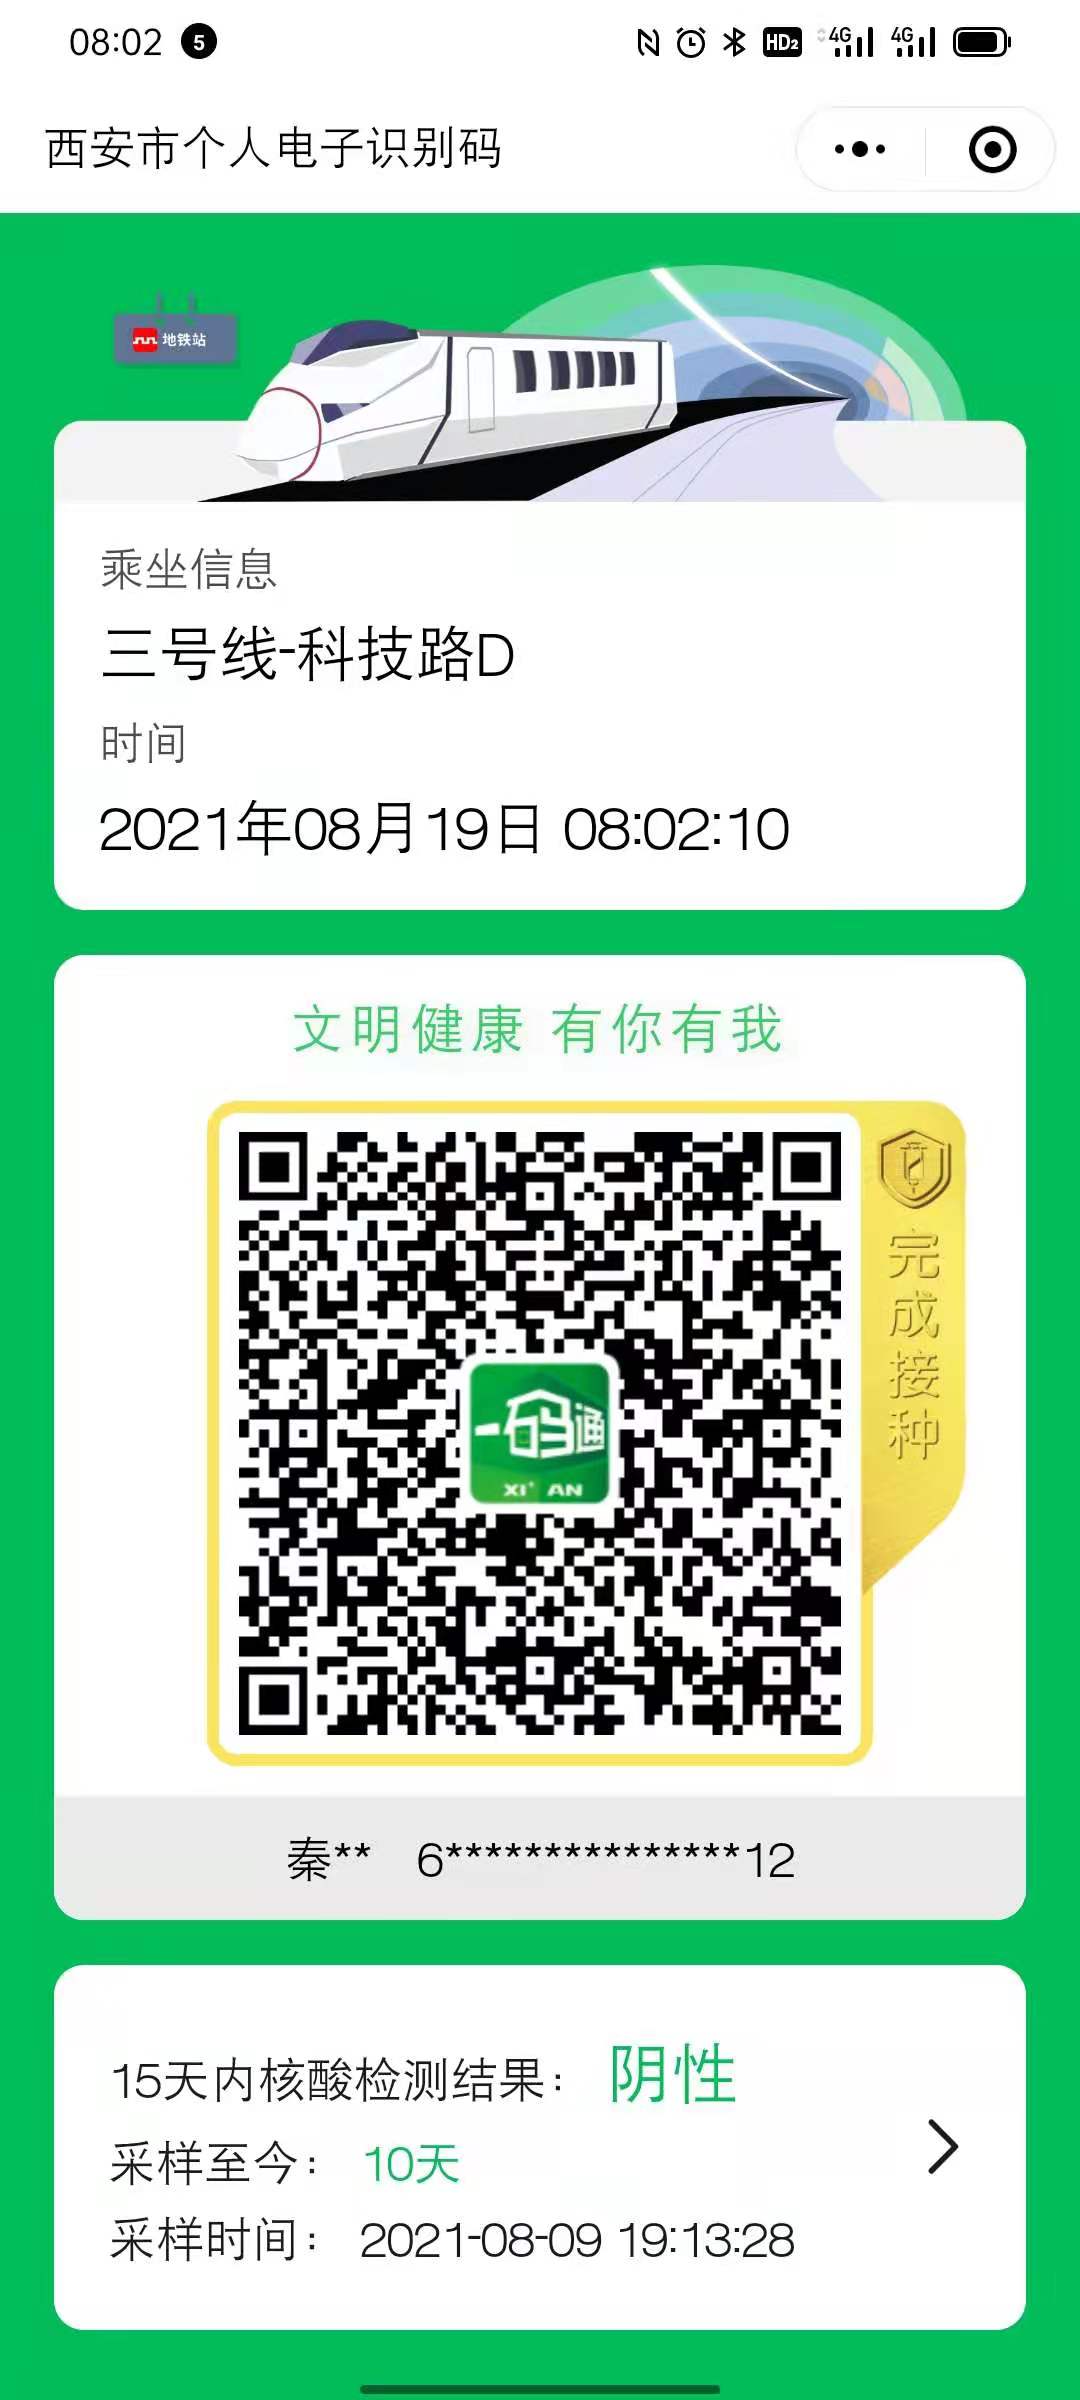 08:02 5 HD2 4G 4G
西安市个人电子识别码
地铁站
乘坐信息
三号线-科技路D
时间
2021年08月19日 08:02:10
文明健康 有你有我
完成接种
一码通
XI' AN
秦** 6***************12
15天内核酸检测结果： 阴性
采样至今： 10天
采样时间： 2021-08-09 19:13:28